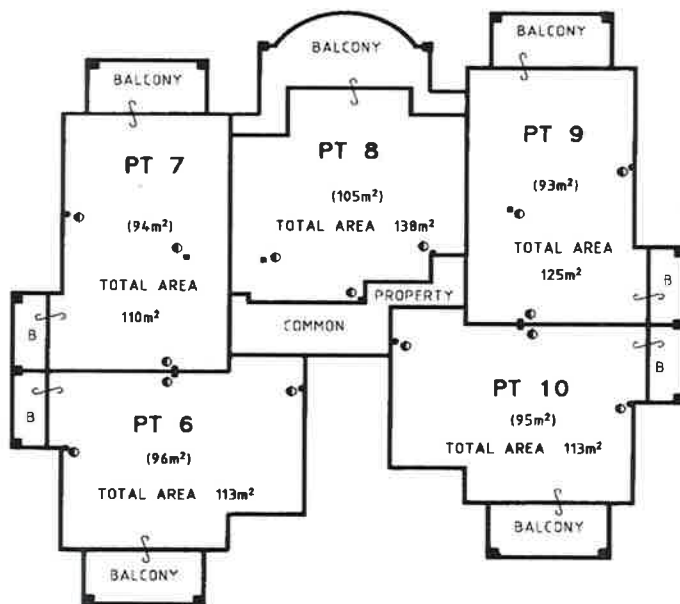 BALCONY
PT 7
(94m²)
TOTAL AREA
110m²
B
BALCONY
PT 8
(105m²)
TOTAL AREA 138m²
BALCONY
PT 9
(93m²)
TOTAL AREA
125m²
B
COMMON
PROPERTY
B
PT 6
(96m²)
TOTAL AREA 113m²
BALCONY
B
PT 10
(95m²)
TOTAL AREA 113m²
BALCONY